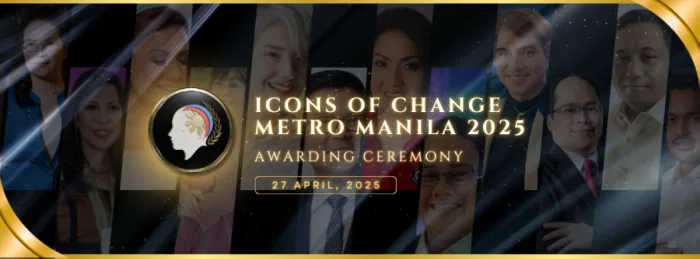 ICONS OF CHANGE
METRO MANILA 2025
AWARDING CEREMONY
27 APRIL, 2025